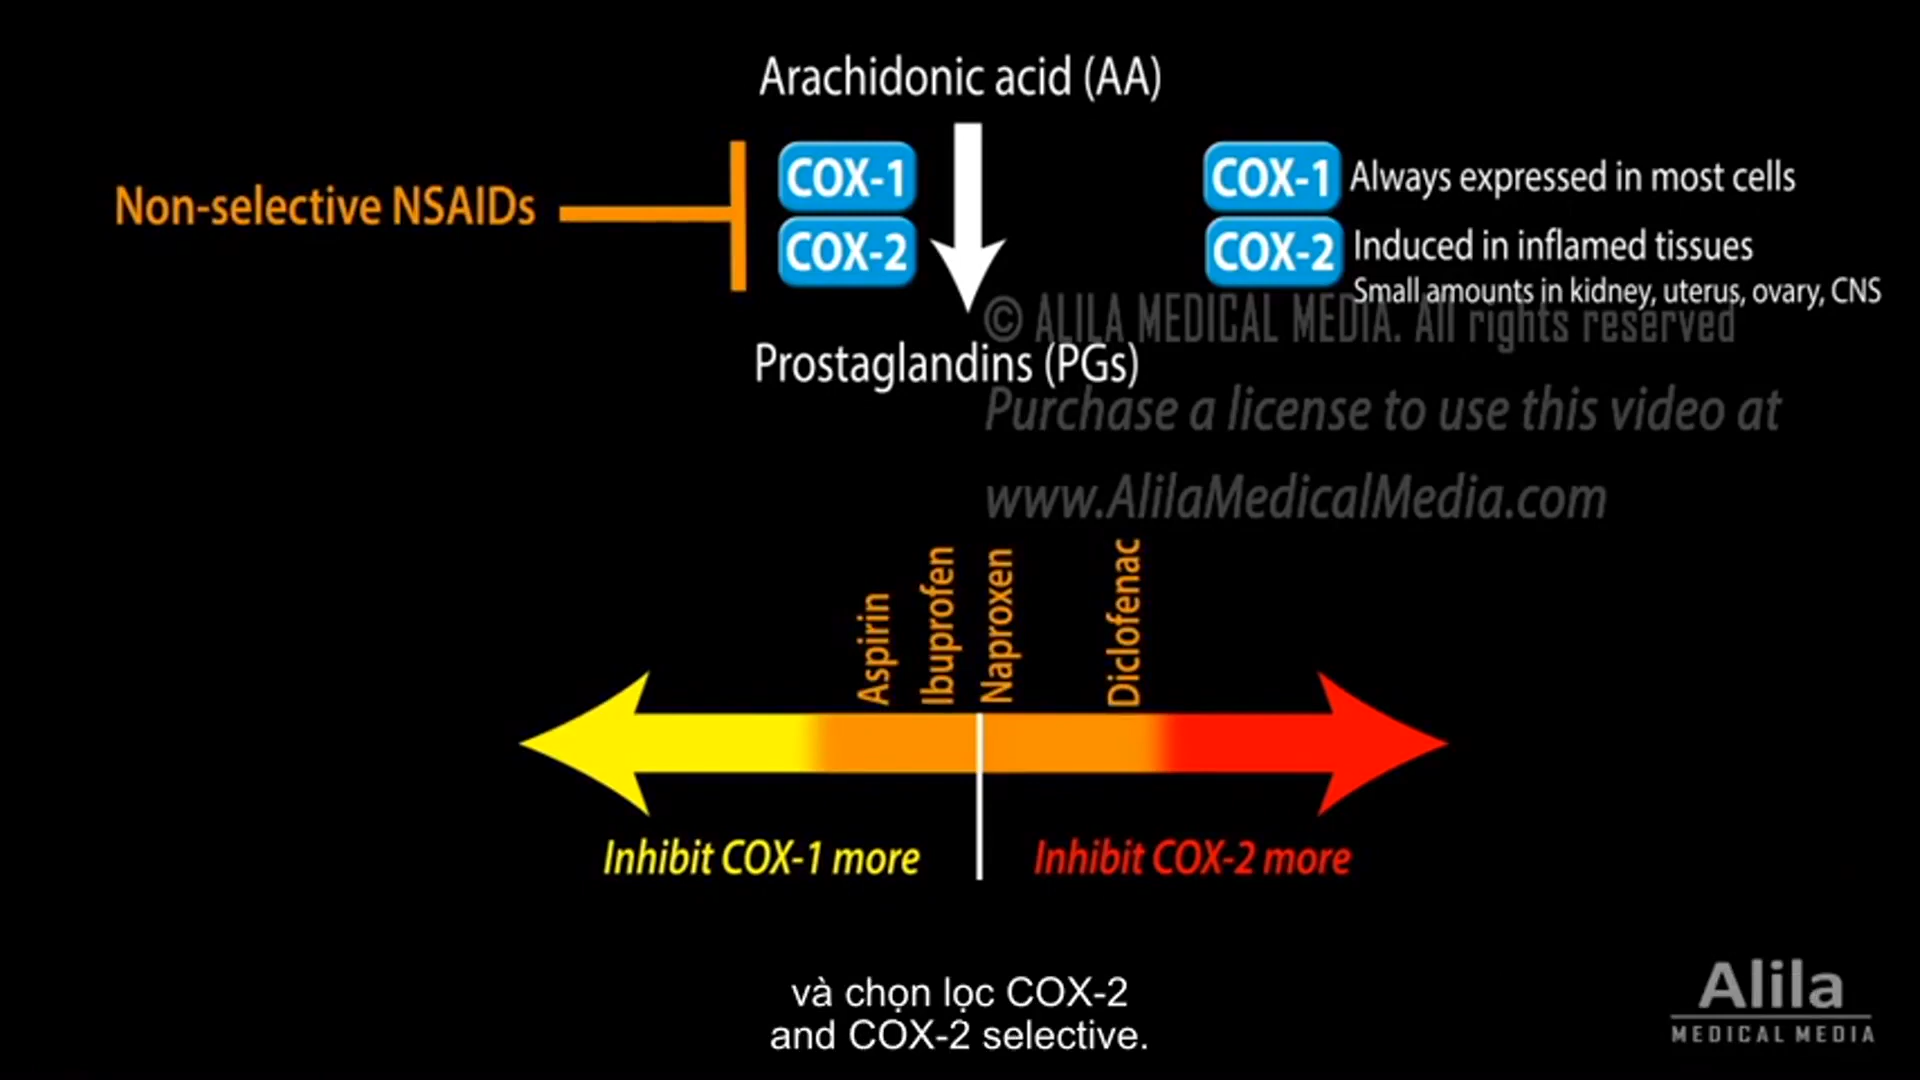 Arachidonic acid (AA)
Non-selective NSAIDs
COX-1
COX-2
COX-1 Always expressed in most cells
COX-2 Induced in inflamed tissues
Small amounts in kidney, uterus, ovary, CNS
© ALILA MEDICAL MEDIA. All rights reserved
Prostaglandins (PGs)
Purchase a license to use this video at
www.AlilaMedicalMedia.com
Aspirin
Ibuprofen
Naproxen
Diclofenac
Inhibit COX-1 more
Inhibit COX-2 more
và chọn lọc COX-2
and COX-2 selective.
Alila
MEDICAL MEDIA